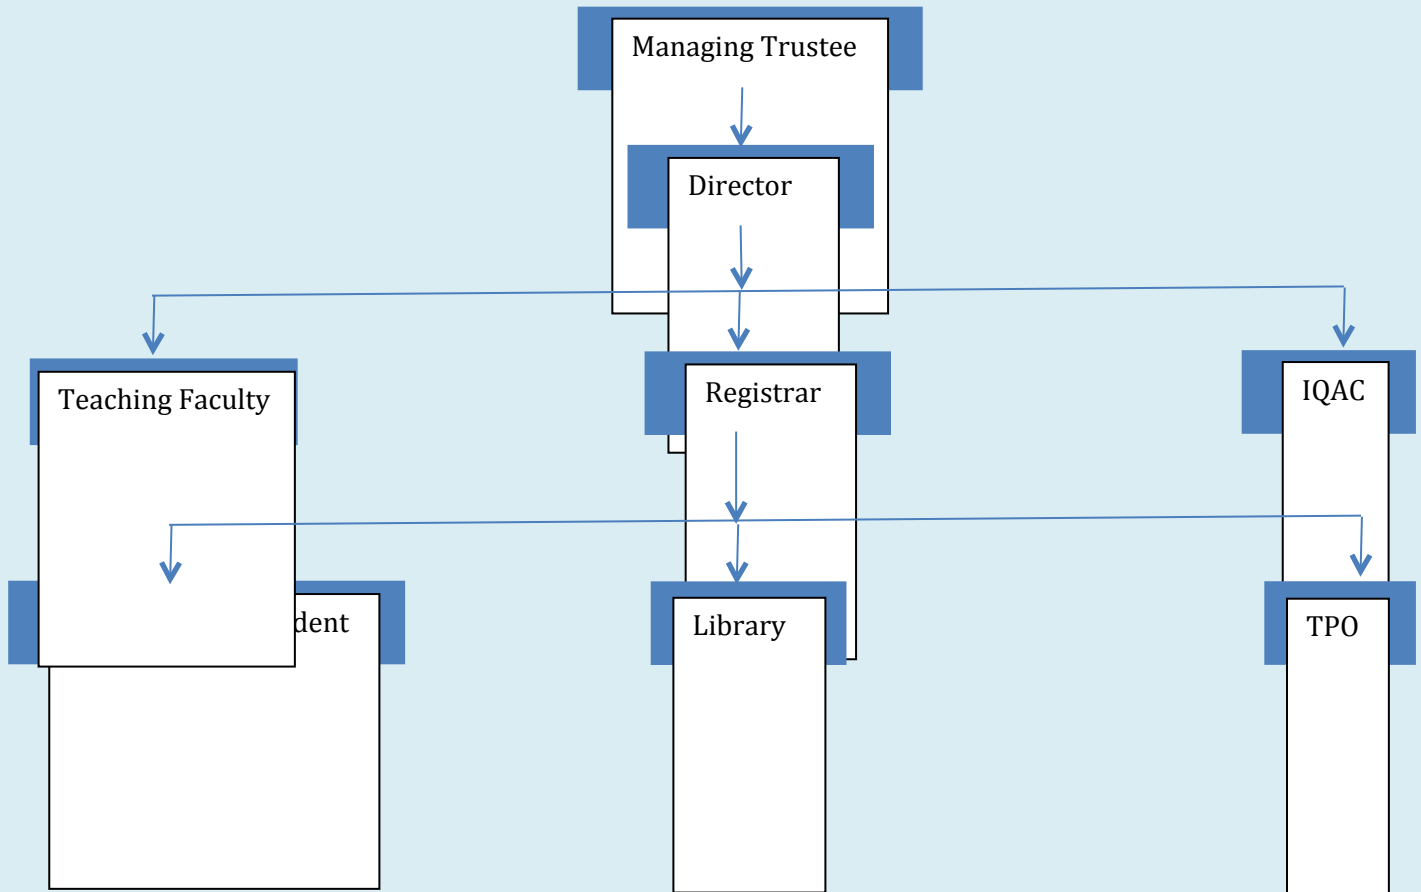 Managing Trustee
Director
Teaching Faculty
Registrar
IQAC
dent
Library
TPO